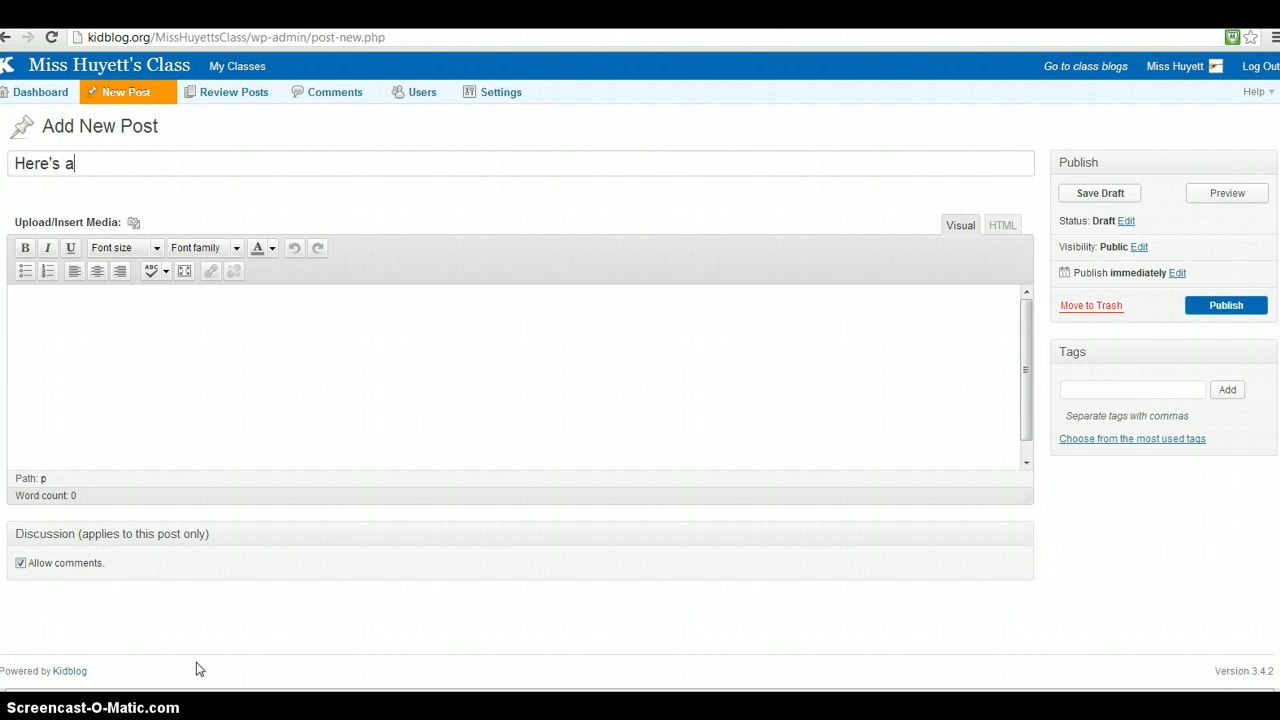 kidblog.org/MissHuyettsClass/wp-admin/post-new.php
Miss Huyett's Class My Classes Go to class blogs Miss Huyett Log Out
Dashboard New Post Review Posts Comments Users Settings Help
Add New Post
Here's a
Publish
Save Draft Preview
Upload/Insert Media: Visual HTML
Status: Draft Edit
B I U Font size Font family A
Visibility: Public Edit
ABC
Publish immediately Edit
Move to Trash Publish
Tags
Add
Separate tags with commas
Choose from the most used tags
Path: p
Word count: 0
Discussion (applies to this post only)
Allow comments.
Powered by Kidblog Version 3.4.2
Screencast-O-Matic.com